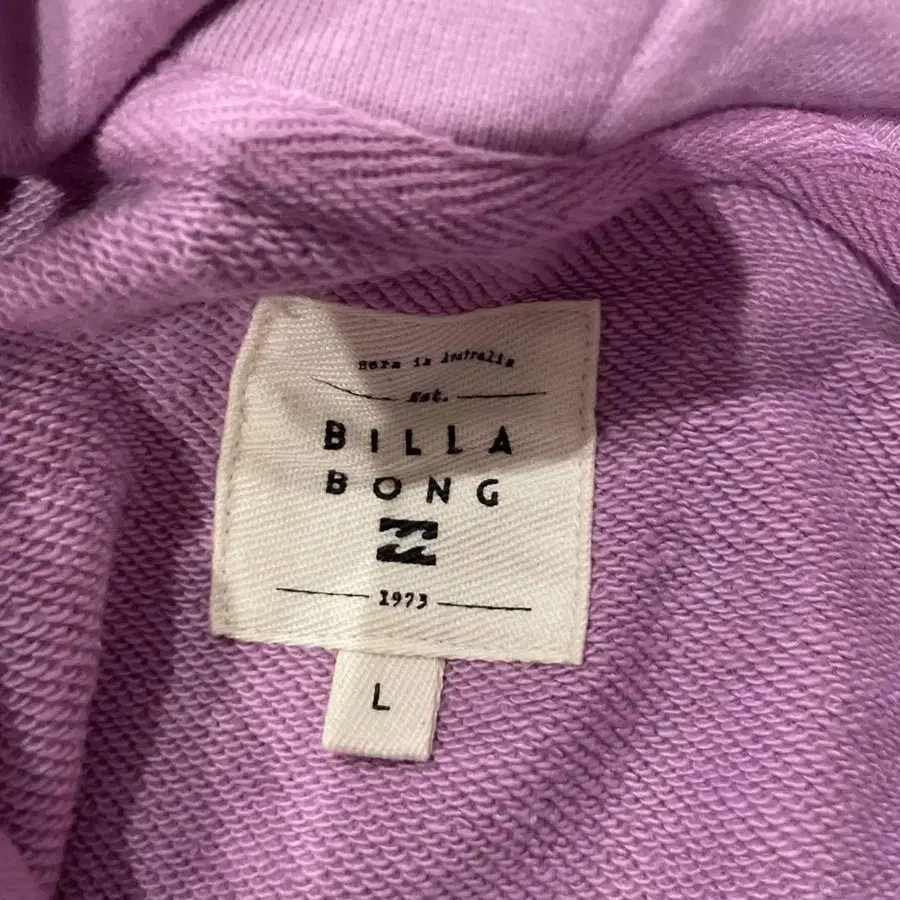 Born in Australia
Est.
BILLA
BONG
1973
L